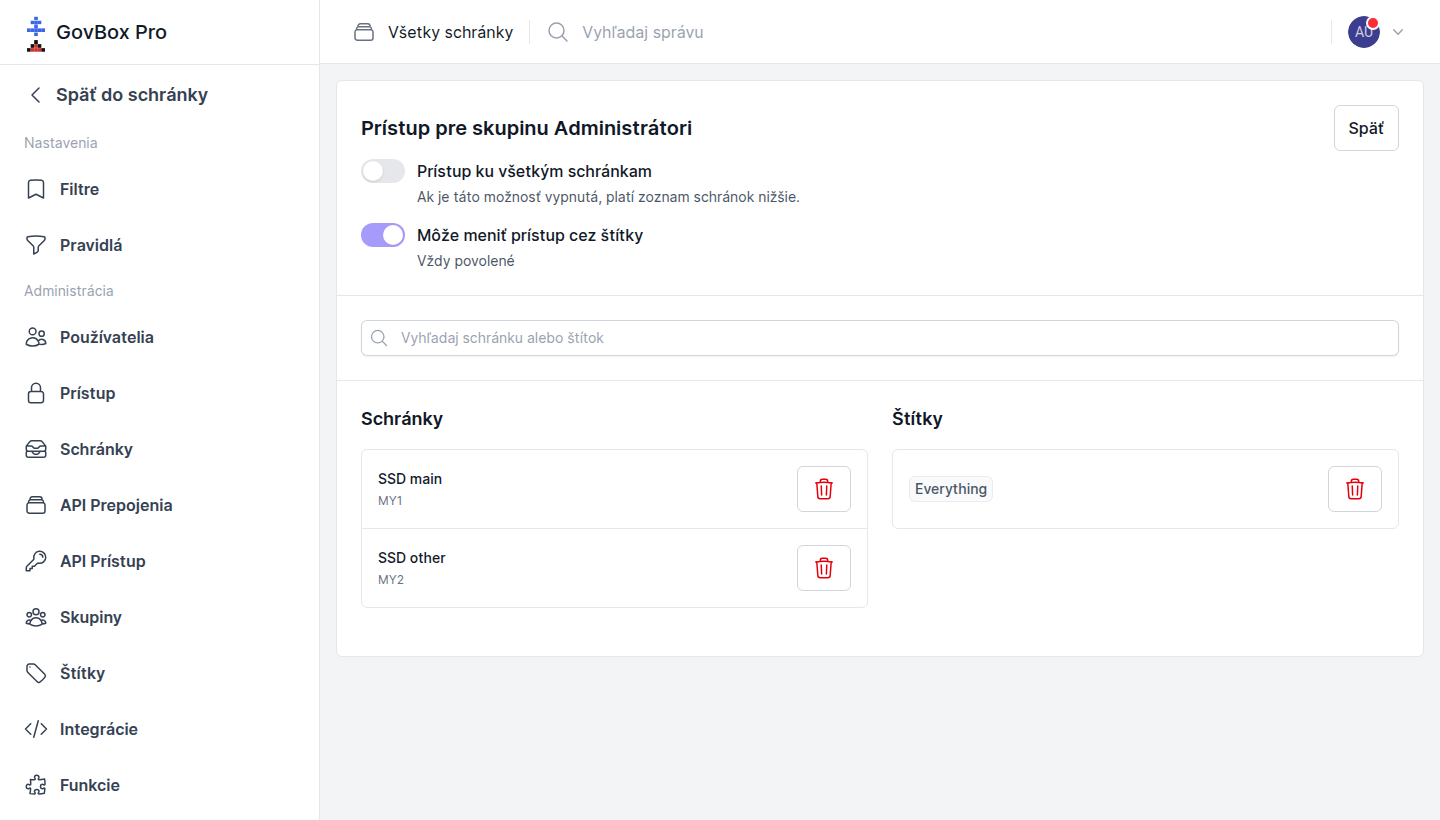 GovBox Pro
Všetky schránky
Vyhľadaj správu
AU
Späť do schránky
Nastavenia
Filtre
Pravidlá
Administrácia
Používatelia
Prístup
Schránky
API Prepojenia
API Prístup
Skupiny
Štítky
Integrácie
Funkcie
Prístup pre skupinu Administrátori
Späť
Prístup ku všetkým schránkam
Ak je táto možnosť vypnutá, platí zoznam schránok nižšie.
Môže meniť prístup cez štítky
Vždy povolené
Vyhľadaj schránku alebo štítok
Schránky
SSD main
MY1
SSD other
MY2
Štítky
Everything